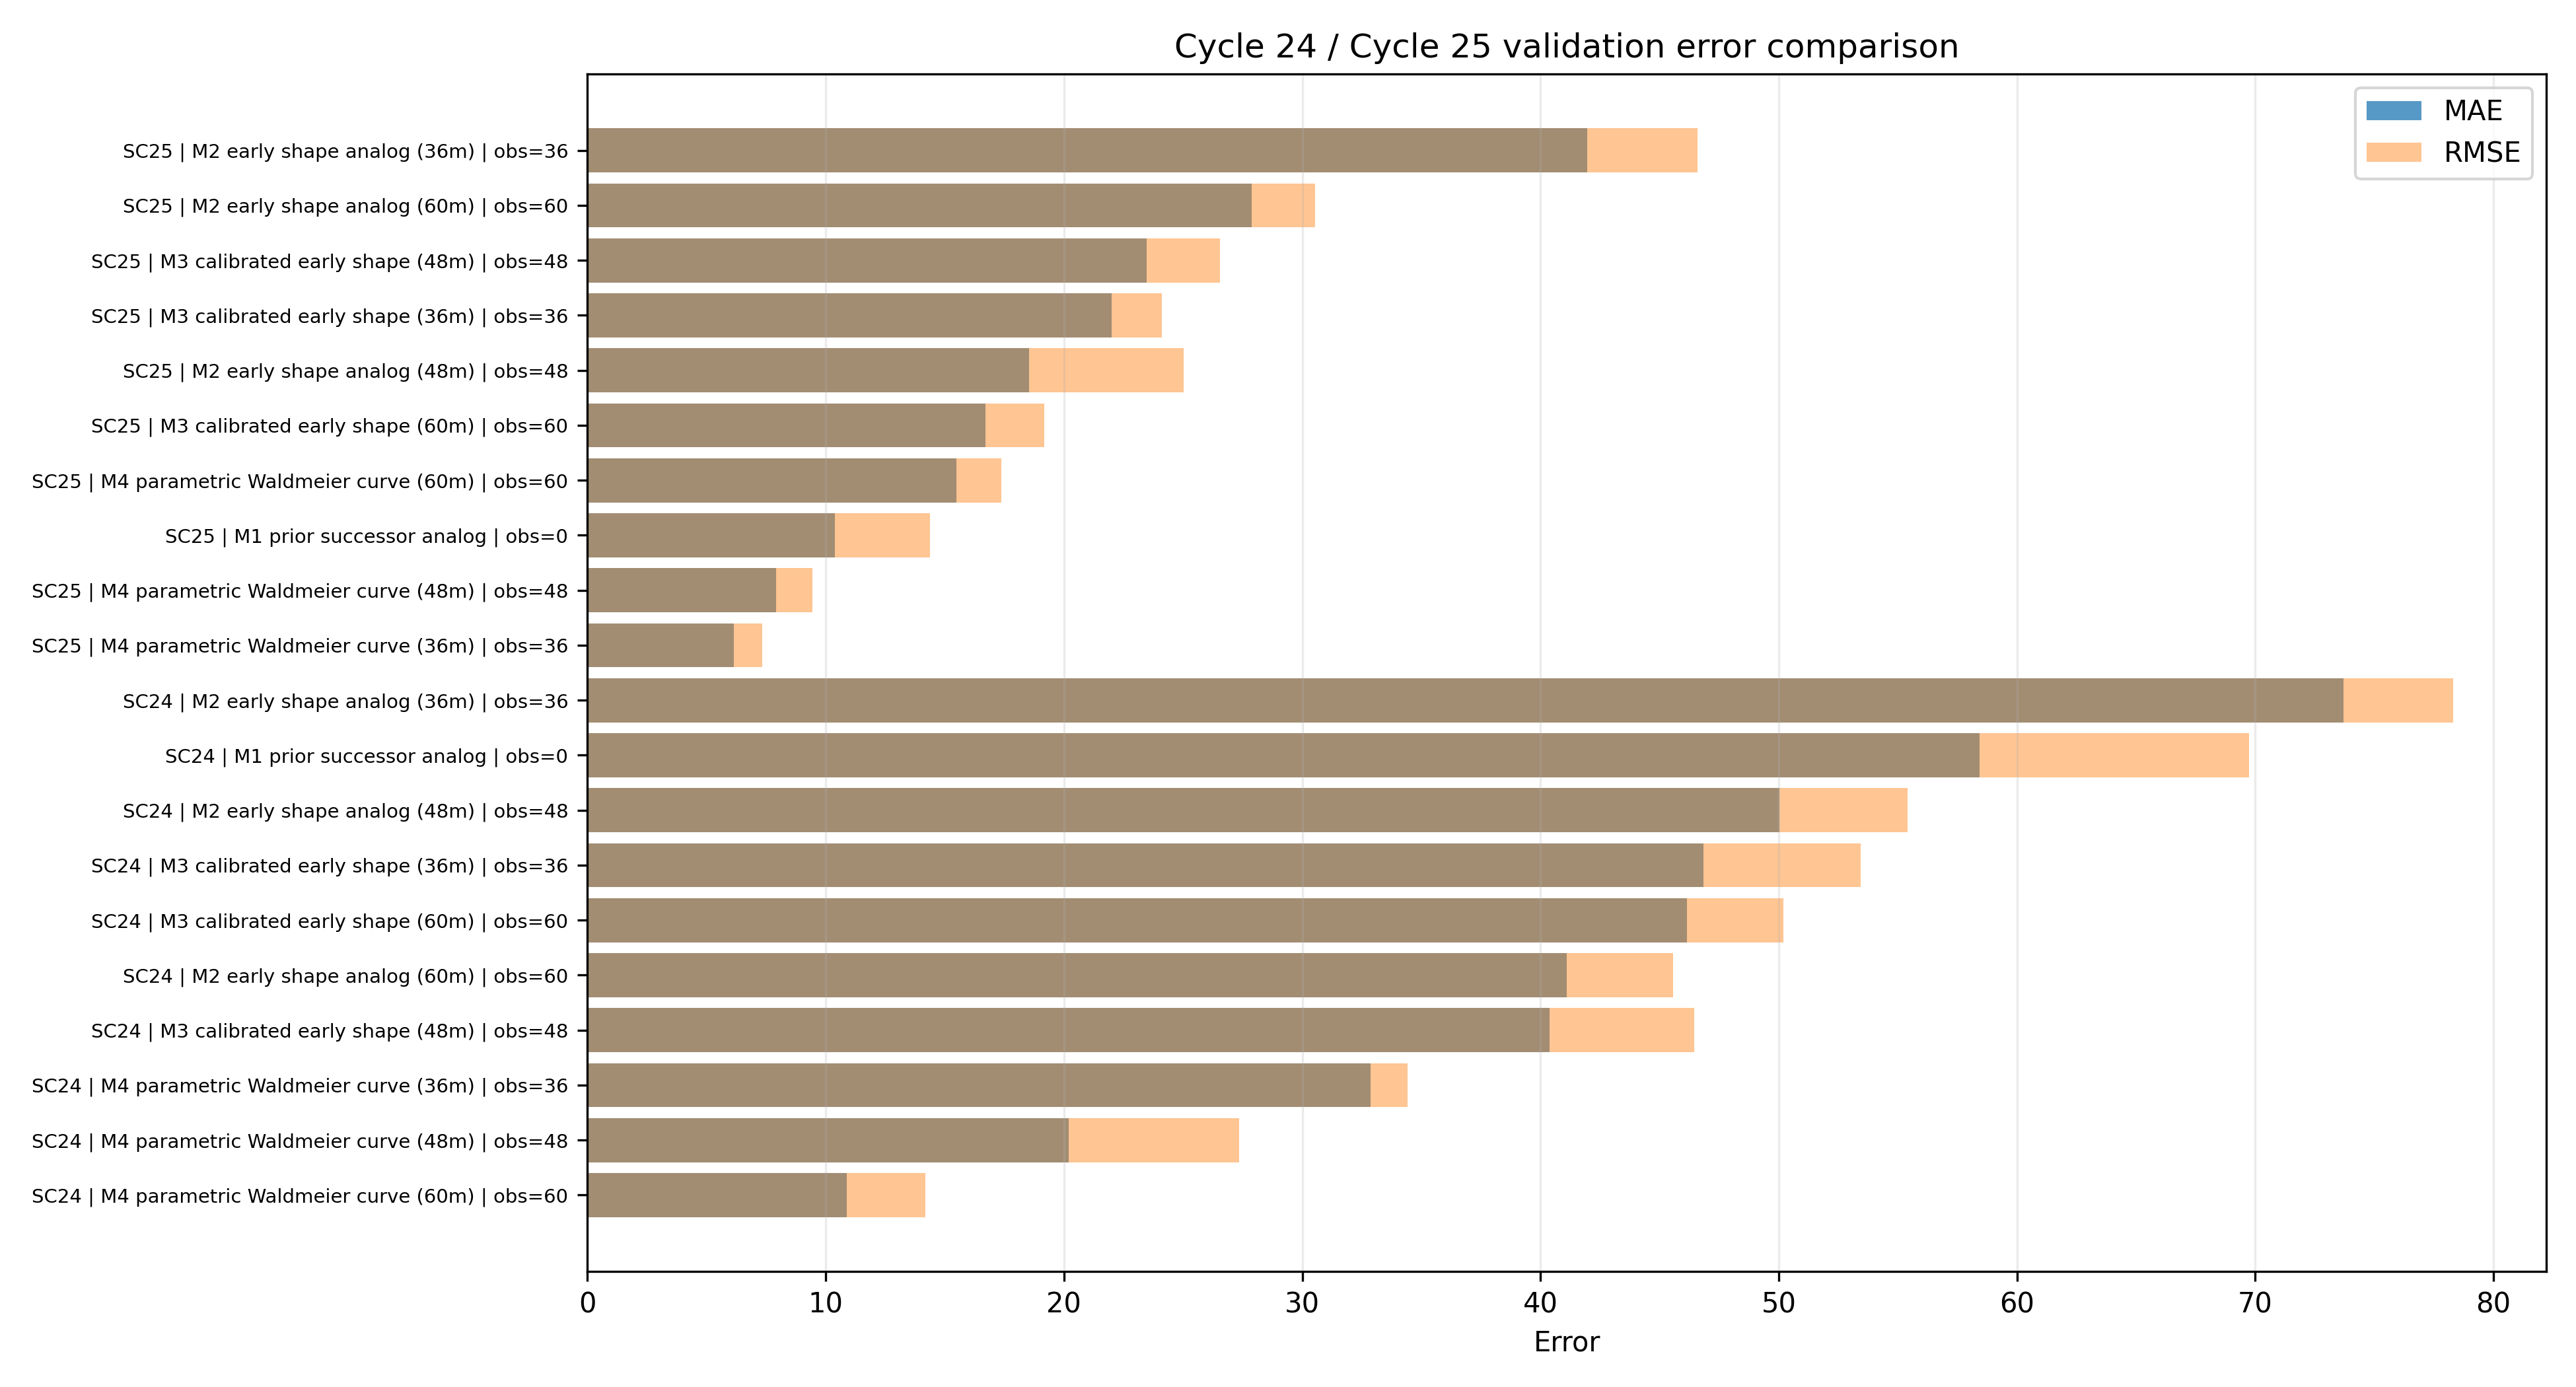 Cycle 24 / Cycle 25 validation error comparison
MAE
RMSE
SC25 | M2 early shape analog (36m) | obs=36
SC25 | M2 early shape analog (60m) | obs=60
SC25 | M3 calibrated early shape (48m) | obs=48
SC25 | M3 calibrated early shape (36m) | obs=36
SC25 | M2 early shape analog (48m) | obs=48
SC25 | M3 calibrated early shape (60m) | obs=60
SC25 | M4 parametric Waldmeier curve (60m) | obs=60
SC25 | M1 prior successor analog | obs=0
SC25 | M4 parametric Waldmeier curve (48m) | obs=48
SC25 | M4 parametric Waldmeier curve (36m) | obs=36
SC24 | M2 early shape analog (36m) | obs=36
SC24 | M1 prior successor analog | obs=0
SC24 | M2 early shape analog (48m) | obs=48
SC24 | M3 calibrated early shape (36m) | obs=36
SC24 | M3 calibrated early shape (60m) | obs=60
SC24 | M2 early shape analog (60m) | obs=60
SC24 | M3 calibrated early shape (48m) | obs=48
SC24 | M4 parametric Waldmeier curve (36m) | obs=36
SC24 | M4 parametric Waldmeier curve (48m) | obs=48
SC24 | M4 parametric Waldmeier curve (60m) | obs=60
0 10 20 30 40 50 60 70 80
Error